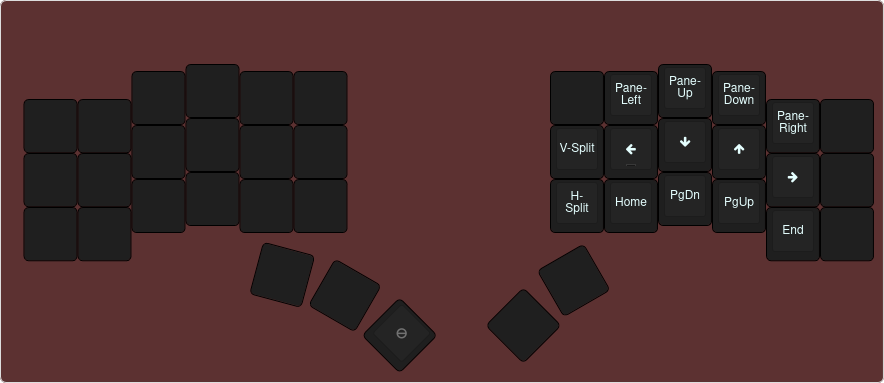 Pane-
Left
Pane-
Up
Pane-
Down
Pane-
Right
V-Split
←
↓
↑
→
H-
Split
Home
PgDn
PgUp
End
⊖